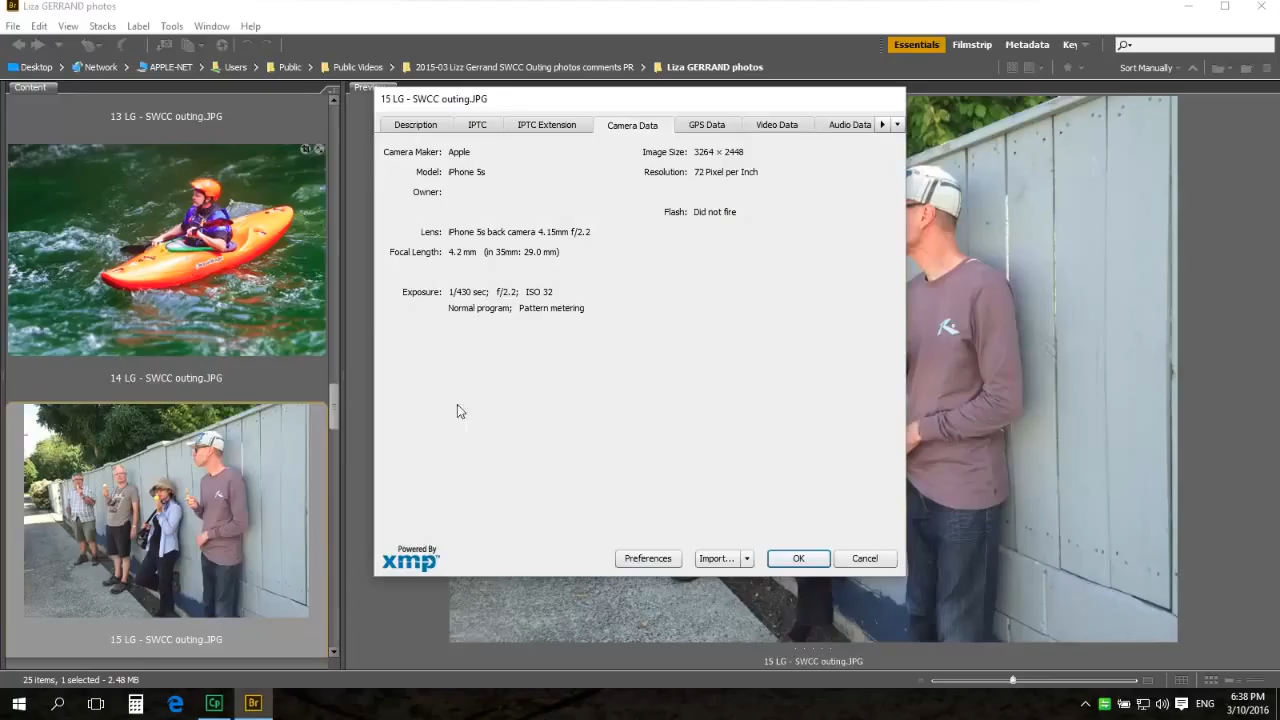 Br Liza GERRAND photos
File Edit View Stacks Label Tools Window Help
Essentials Filmstrip Metadata Key
Desktop Network APPLE-NET Users Public Public Videos 2015-03 Lizz Gerrand SWCC Outing photos comments PR Liza GERRAND photos Sort Manually
Content
13 LG - SWCC outing.JPG
14 LG - SWCC outing.JPG
15 LG - SWCC outing.JPG
15 LG - SWCC outing.JPG
Description IPTC IPTC Extension Camera Data GPS Data Video Data Audio Data
Camera Maker: Apple Image Size: 3264 × 2448
Model: iPhone 5s Resolution: 72 Pixel per Inch
Owner:
Flash: Did not fire
Lens: iPhone 5s back camera 4.15mm f/2.2
Focal Length: 4.2 mm (in 35mm: 29.0 mm)
Exposure: 1/430 sec; f/2.2; ISO 32
Normal program; Pattern metering
Powered By
xmp™
Preferences Import... OK Cancel
15 LG - SWCC outing.JPG
25 items, 1 selected - 2.48 MB
Cp Br ENG 6:38 PM
3/10/2016